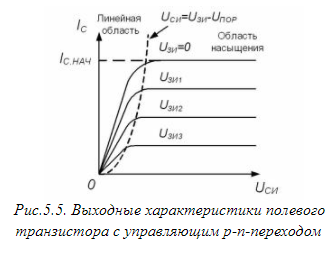 I_C
Линейная область
U_СИ=U_ЗИ-U_ПОР
U_ЗИ=0
Область насыщения
I_С.НАЧ
U_ЗИ1
U_ЗИ2
U_ЗИ3
0
U_СИ
Рис.5.5. Выходные характеристики полевого
транзистора с управляющим p-n-переходом